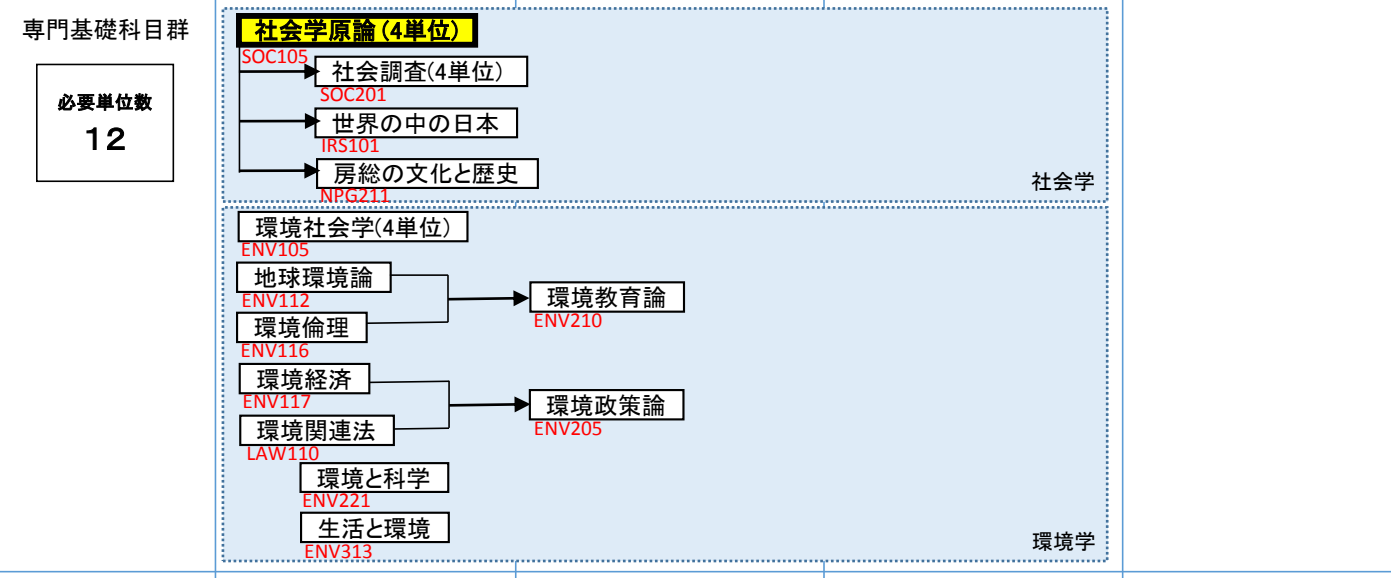 専門基礎科目群
必要単位数
12
社会学原論(4単位)
SOC105
社会調査(4単位)
SOC201
世界の中の日本
IRS101
房総の文化と歴史
NPG211
社会学
環境社会学(4単位)
ENV105
地球環境論
ENV112
環境倫理
ENV116
環境教育論
ENV210
環境経済
ENV117
環境関連法
LAW110
環境政策論
ENV205
環境と科学
ENV221
生活と環境
ENV313
環境学